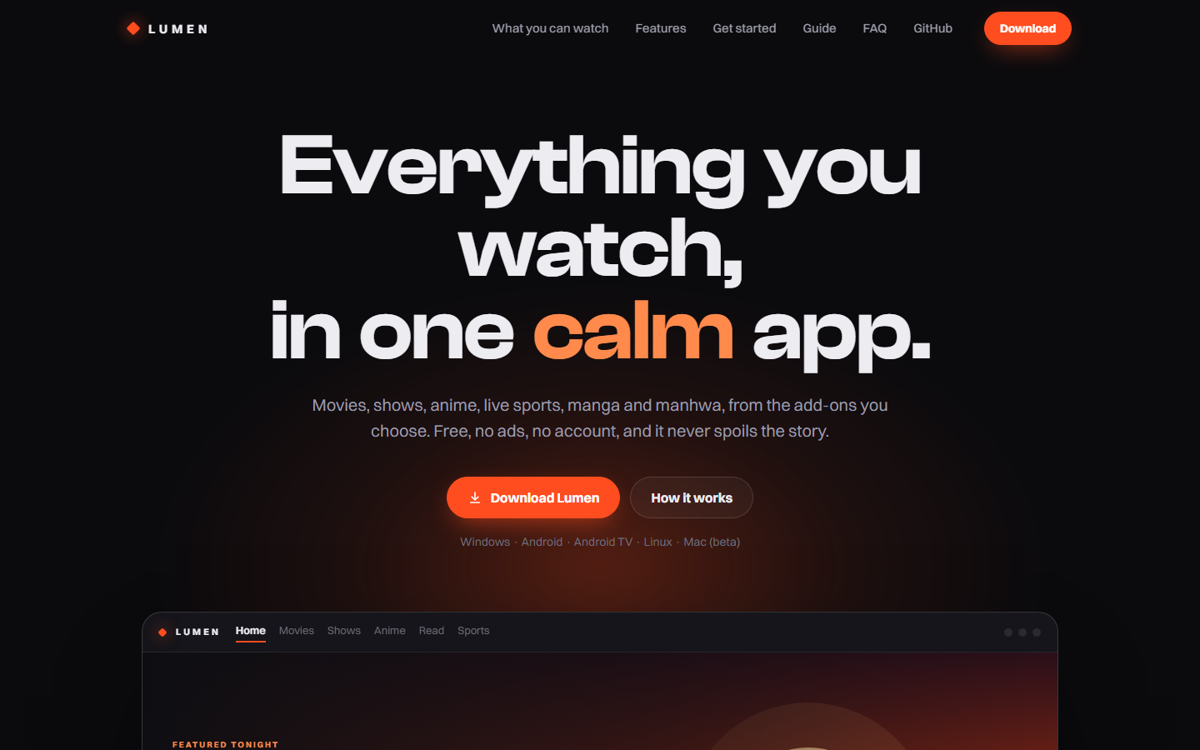 LUMEN
What you can watch
Features
Get started
Guide
FAQ
GitHub
Download
Everything you
watch,
in one calm app.
Movies, shows, anime, live sports, manga and manhwa, from the add-ons you
choose. Free, no ads, no account, and it never spoils the story.
Download Lumen
How it works
Windows · Android · Android TV · Linux · Mac (beta)
LUMEN
Home
Movies
Shows
Anime
Read
Sports
FEATURED TONIGHT